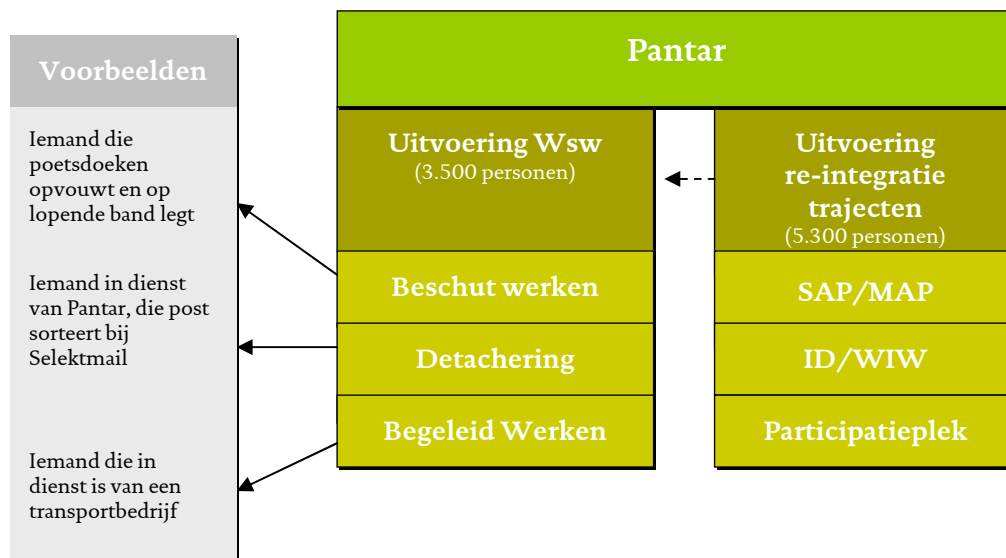 Pantar
Voorbeelden
Iemand die
poetsdoeken
opvouwt en op
lopende band legt
Iemand in dienst
van Pantar, die post
sorteert bij
Selektmail
Iemand die in
dienst is van een
transportbedrijf
Uitvoering Wsw
(3.500 personen)
Beschut werken
Detachering
Begeleid Werken
Uitvoering
re-integratie
trajecten
(5.300 personen)
SAP/MAP
ID/WIW
Participatieplek